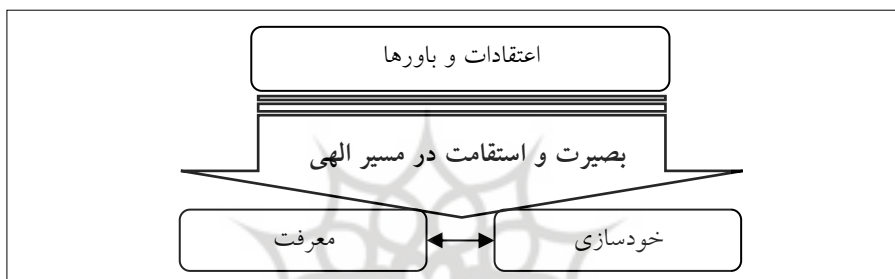 اعتقادات و باورها
بصیرت و استقامت در مسیر الهی
خودسازی
معرفت